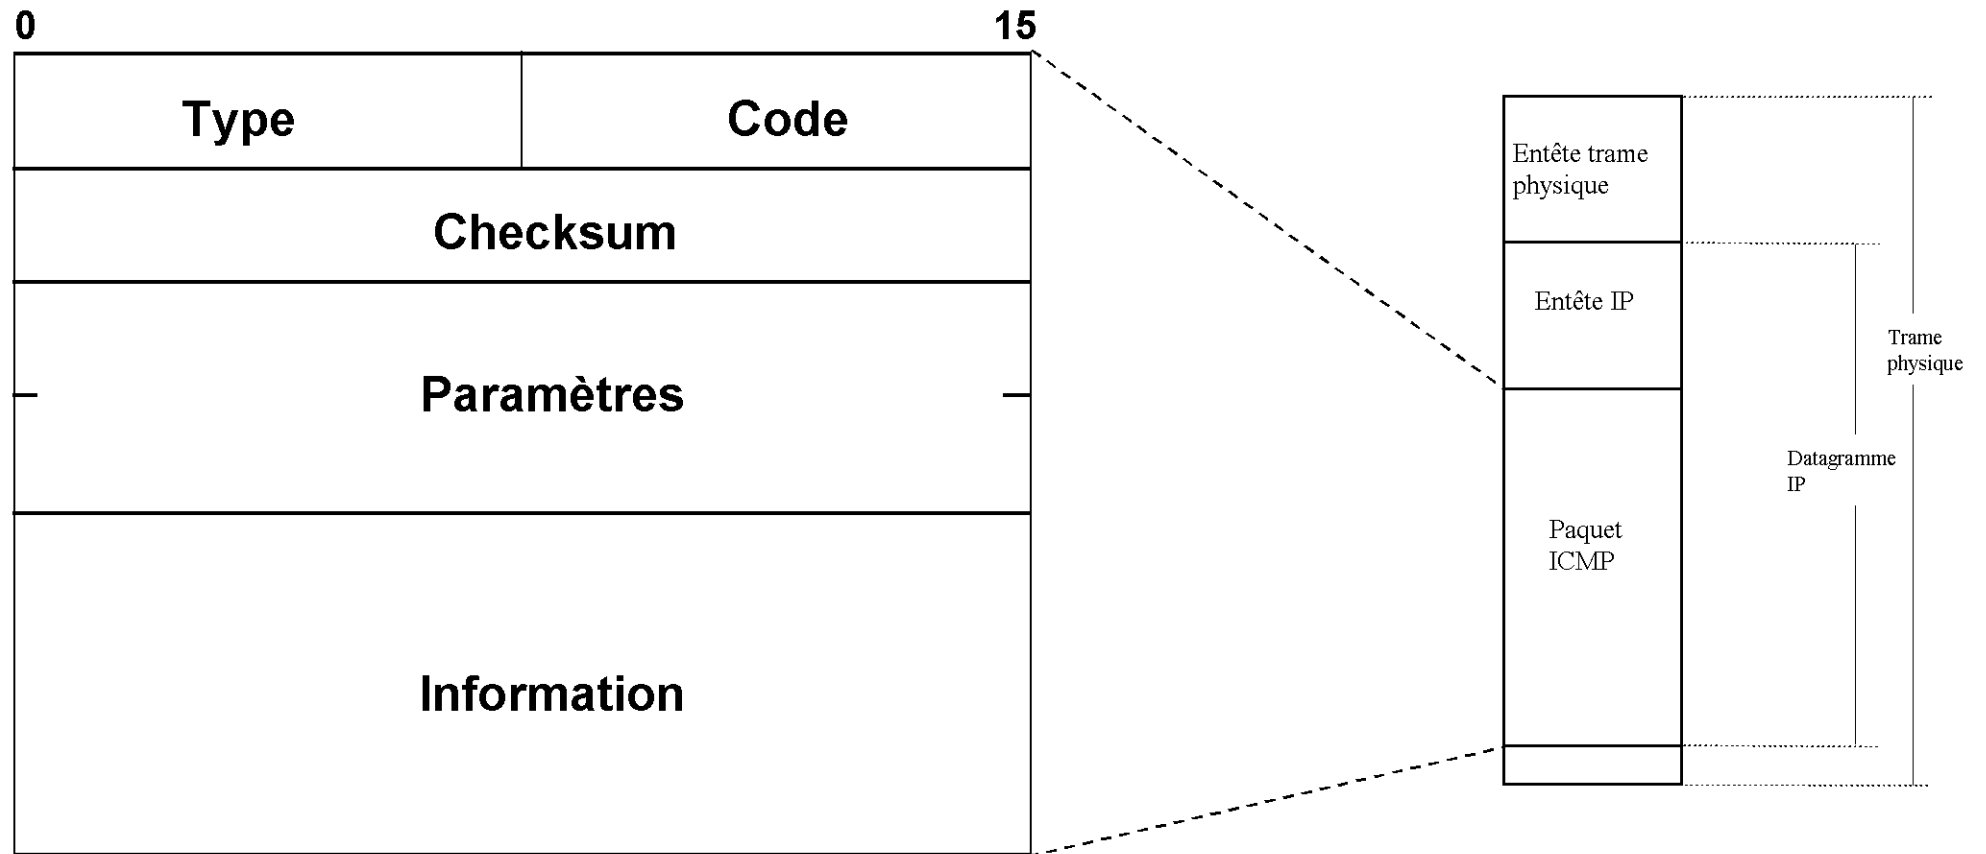 0
15
Type
Code
Checksum
Paramètres
Information
Entête trame
physique
Entête IP
Paquet
ICMP
Datagramme
IP
Trame
physique